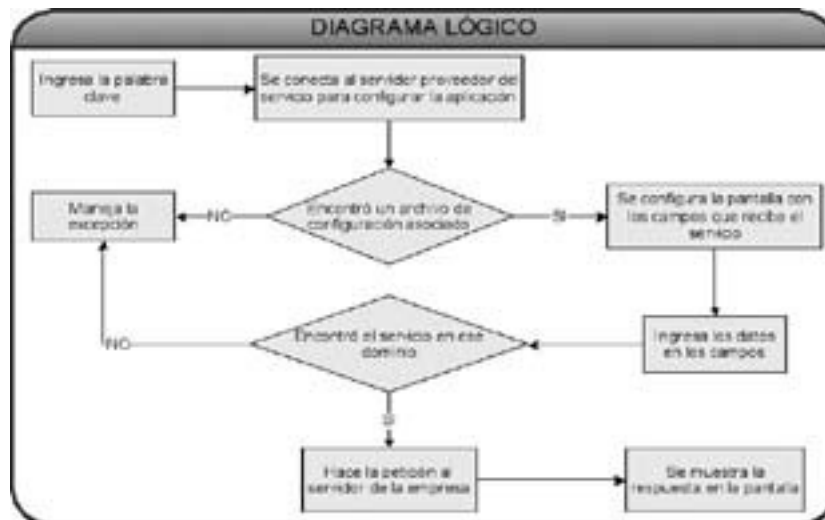 DIAGRAMA LÓGICO
Ingresa la palabra
clave
Se conecta al servidor proveedor del
servicio para configurar la aplicación
Maneja la
excepción
NO
Encontró un archivo de
configuración asociado
SI
Se configura la pantalla con
los campos que recibe el
servicio
NO
Encontró el servicio en ese
dominio
Ingresa los datos
en los campos
SI
Hace la petición al
servidor de la empresa
Se muestra la
respuesta en la pantalla